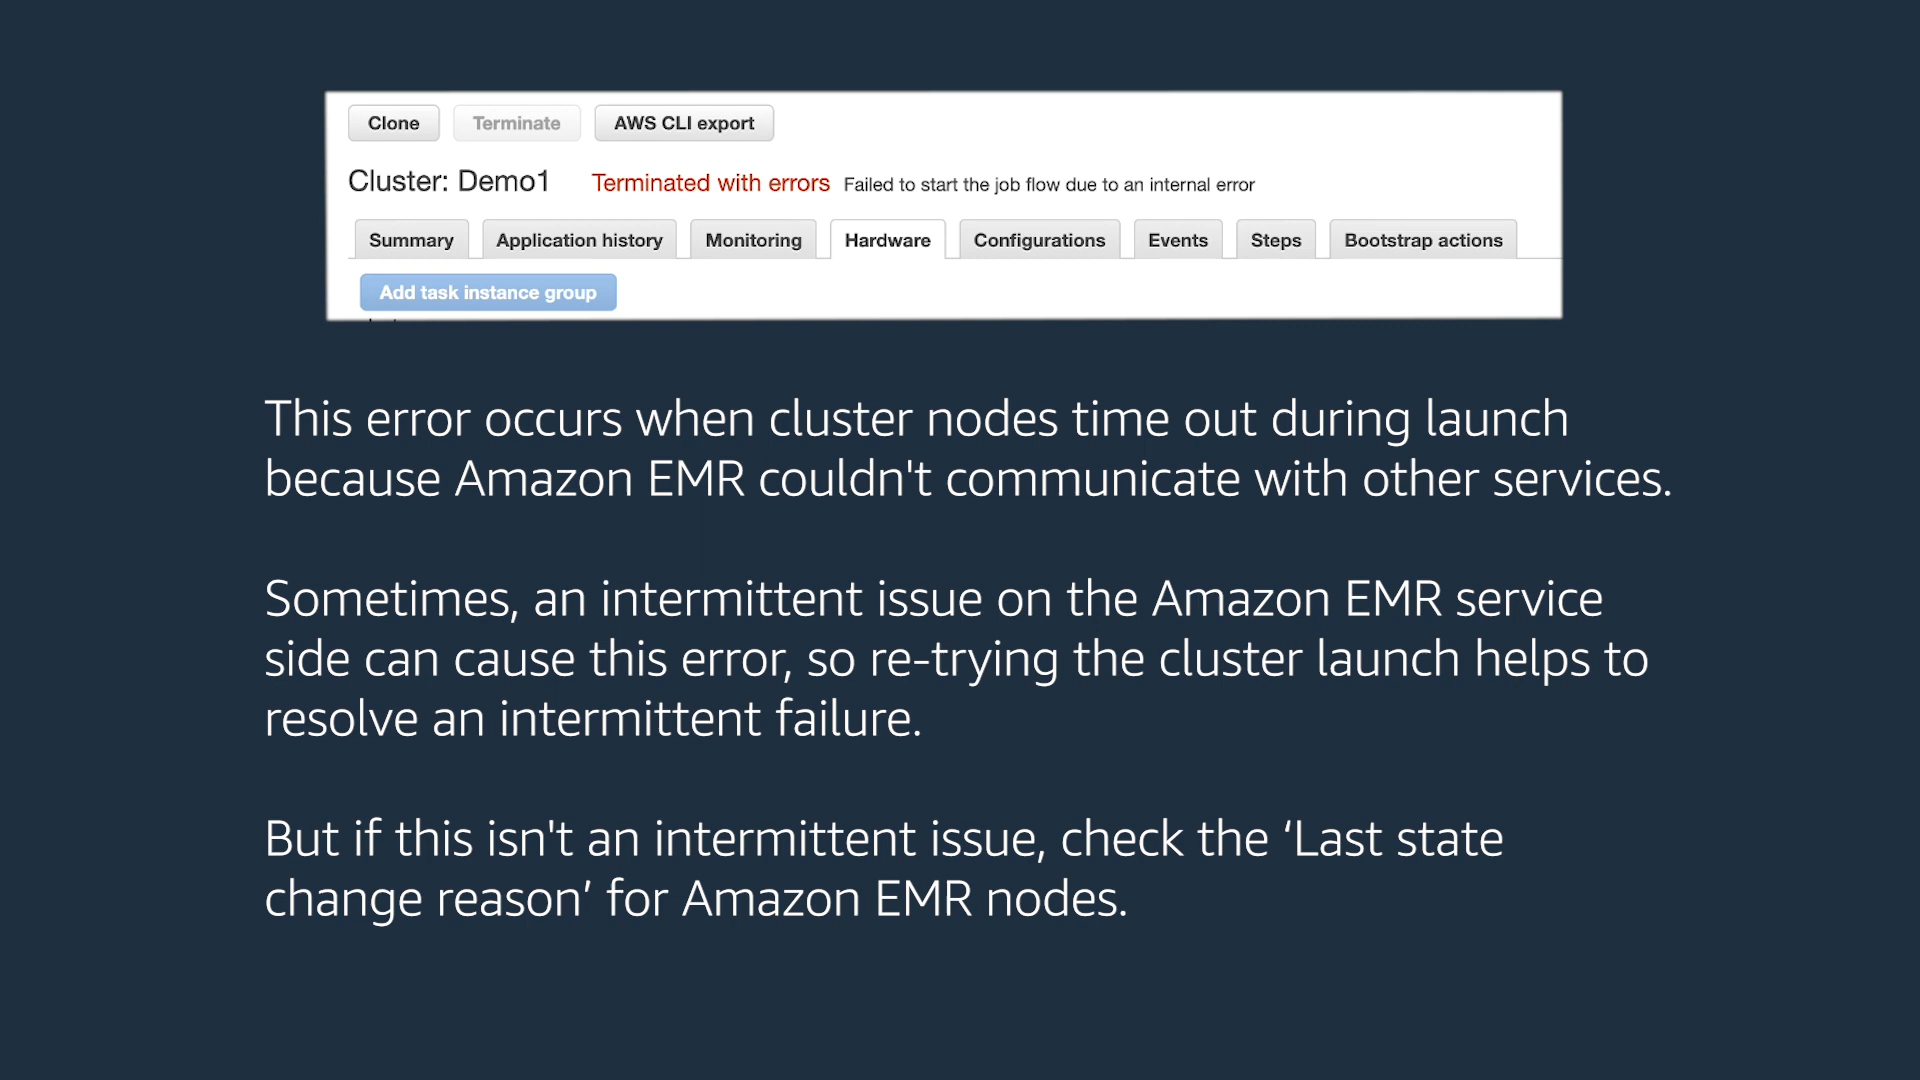 Clone Terminate AWS CLI export
Cluster: Demo1 Terminated with errors Failed to start the job flow due to an internal error
Summary Application history Monitoring Hardware Configurations Events Steps Bootstrap actions
Add task instance group
This error occurs when cluster nodes time out during launch
because Amazon EMR couldn't communicate with other services.
Sometimes, an intermittent issue on the Amazon EMR service
side can cause this error, so re-trying the cluster launch helps to
resolve an intermittent failure.
But if this isn't an intermittent issue, check the ‘Last state
change reason’ for Amazon EMR nodes.